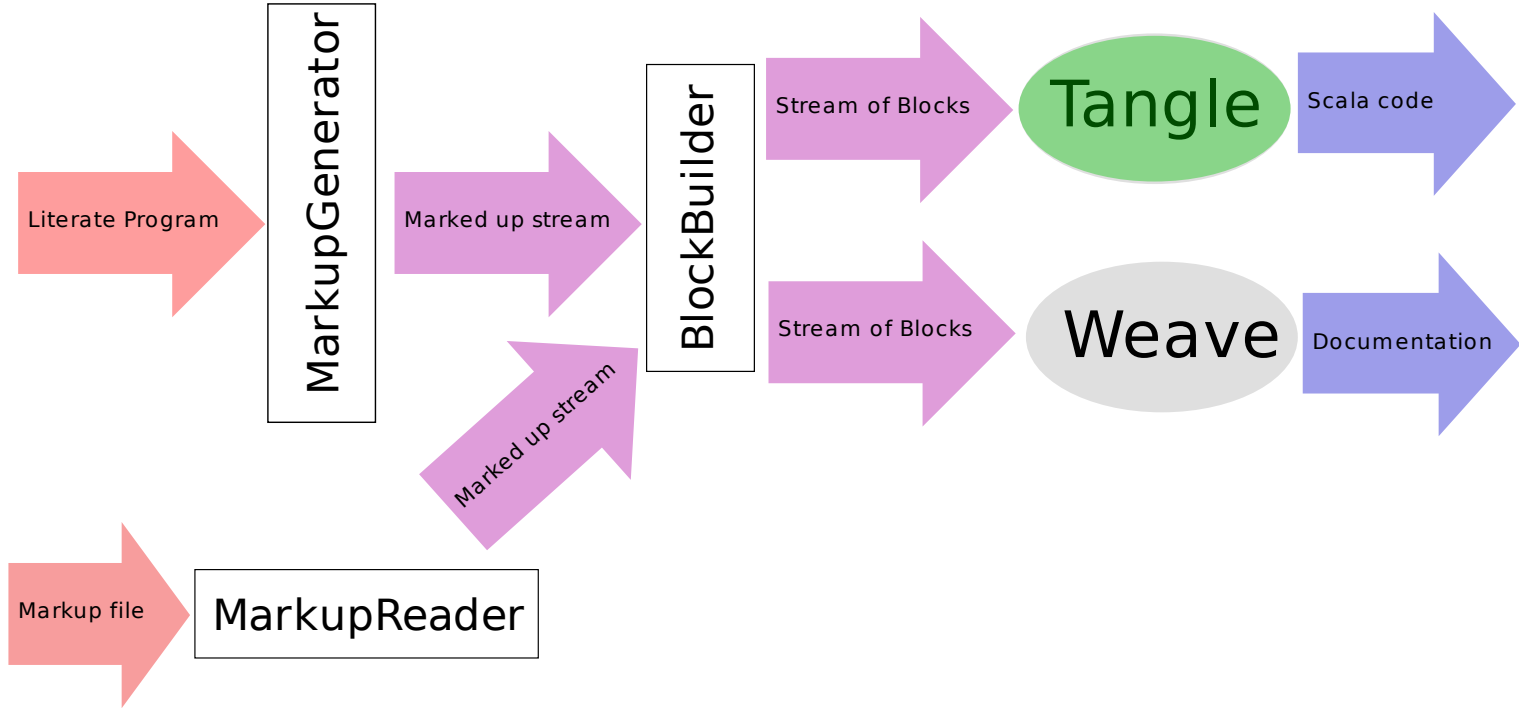 Literate Program
MarkupGenerator
Marked up stream
BlockBuilder
Stream of Blocks
Tangle
Scala code
Stream of Blocks
Weave
Documentation
Marked up stream
Markup file
MarkupReader